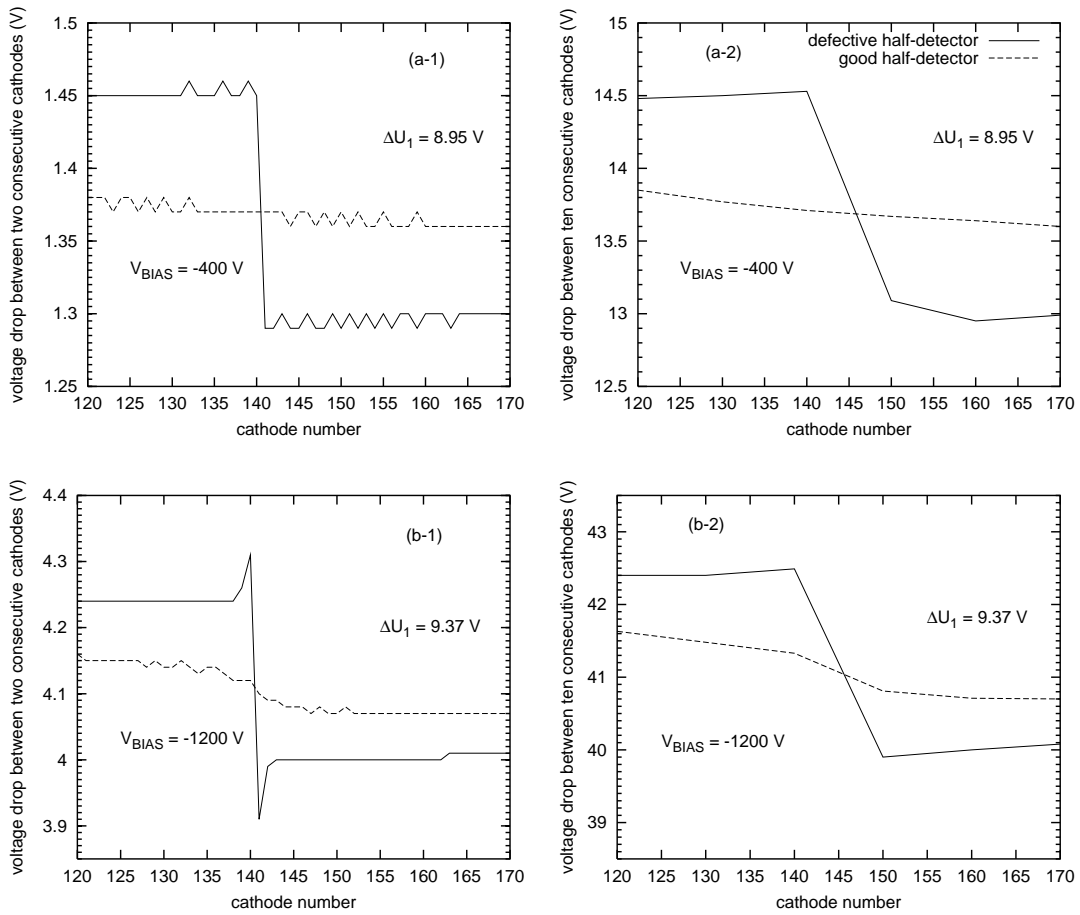 voltage drop between two consecutive cathodes (V)
1.5
1.45
1.4
1.35
1.3
1.25
(a-1)
ΔU1 = 8.95 V
VBIAS = -400 V
120 125 130 135 140 145 150 155 160 165 170
cathode number
voltage drop between ten consecutive cathodes (V)
15
14.5
14
13.5
13
12.5
(a-2)
defective half-detector
good half-detector
ΔU1 = 8.95 V
VBIAS = -400 V
120 125 130 135 140 145 150 155 160 165 170
cathode number
voltage drop between two consecutive cathodes (V)
4.4
4.3
4.2
4.1
4
3.9
(b-1)
ΔU1 = 9.37 V
VBIAS = -1200 V
120 125 130 135 140 145 150 155 160 165 170
cathode number
voltage drop between ten consecutive cathodes (V)
43
42
41
40
39
(b-2)
ΔU1 = 9.37 V
VBIAS = -1200 V
120 125 130 135 140 145 150 155 160 165 170
cathode number